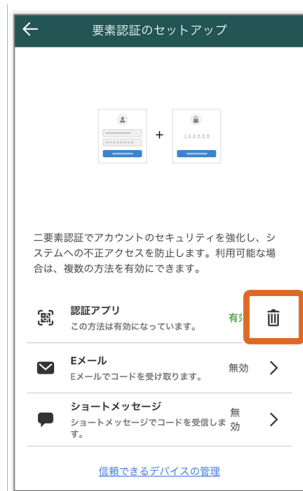 要素認証のセットアップ
+
二要素認証でアカウントのセキュリティを強化し、シ
ステムへの不正アクセスを防止します。利用可能な場
合は、複数の方法を有効にできます。
認証アプリ
この方法は有効になっています。
有
Eメール
Eメールでコードを受け取ります。
無効
ショートメッセージ
ショートメッセージでコードを受信しま
す。
無
効
信頼できるデバイスの管理